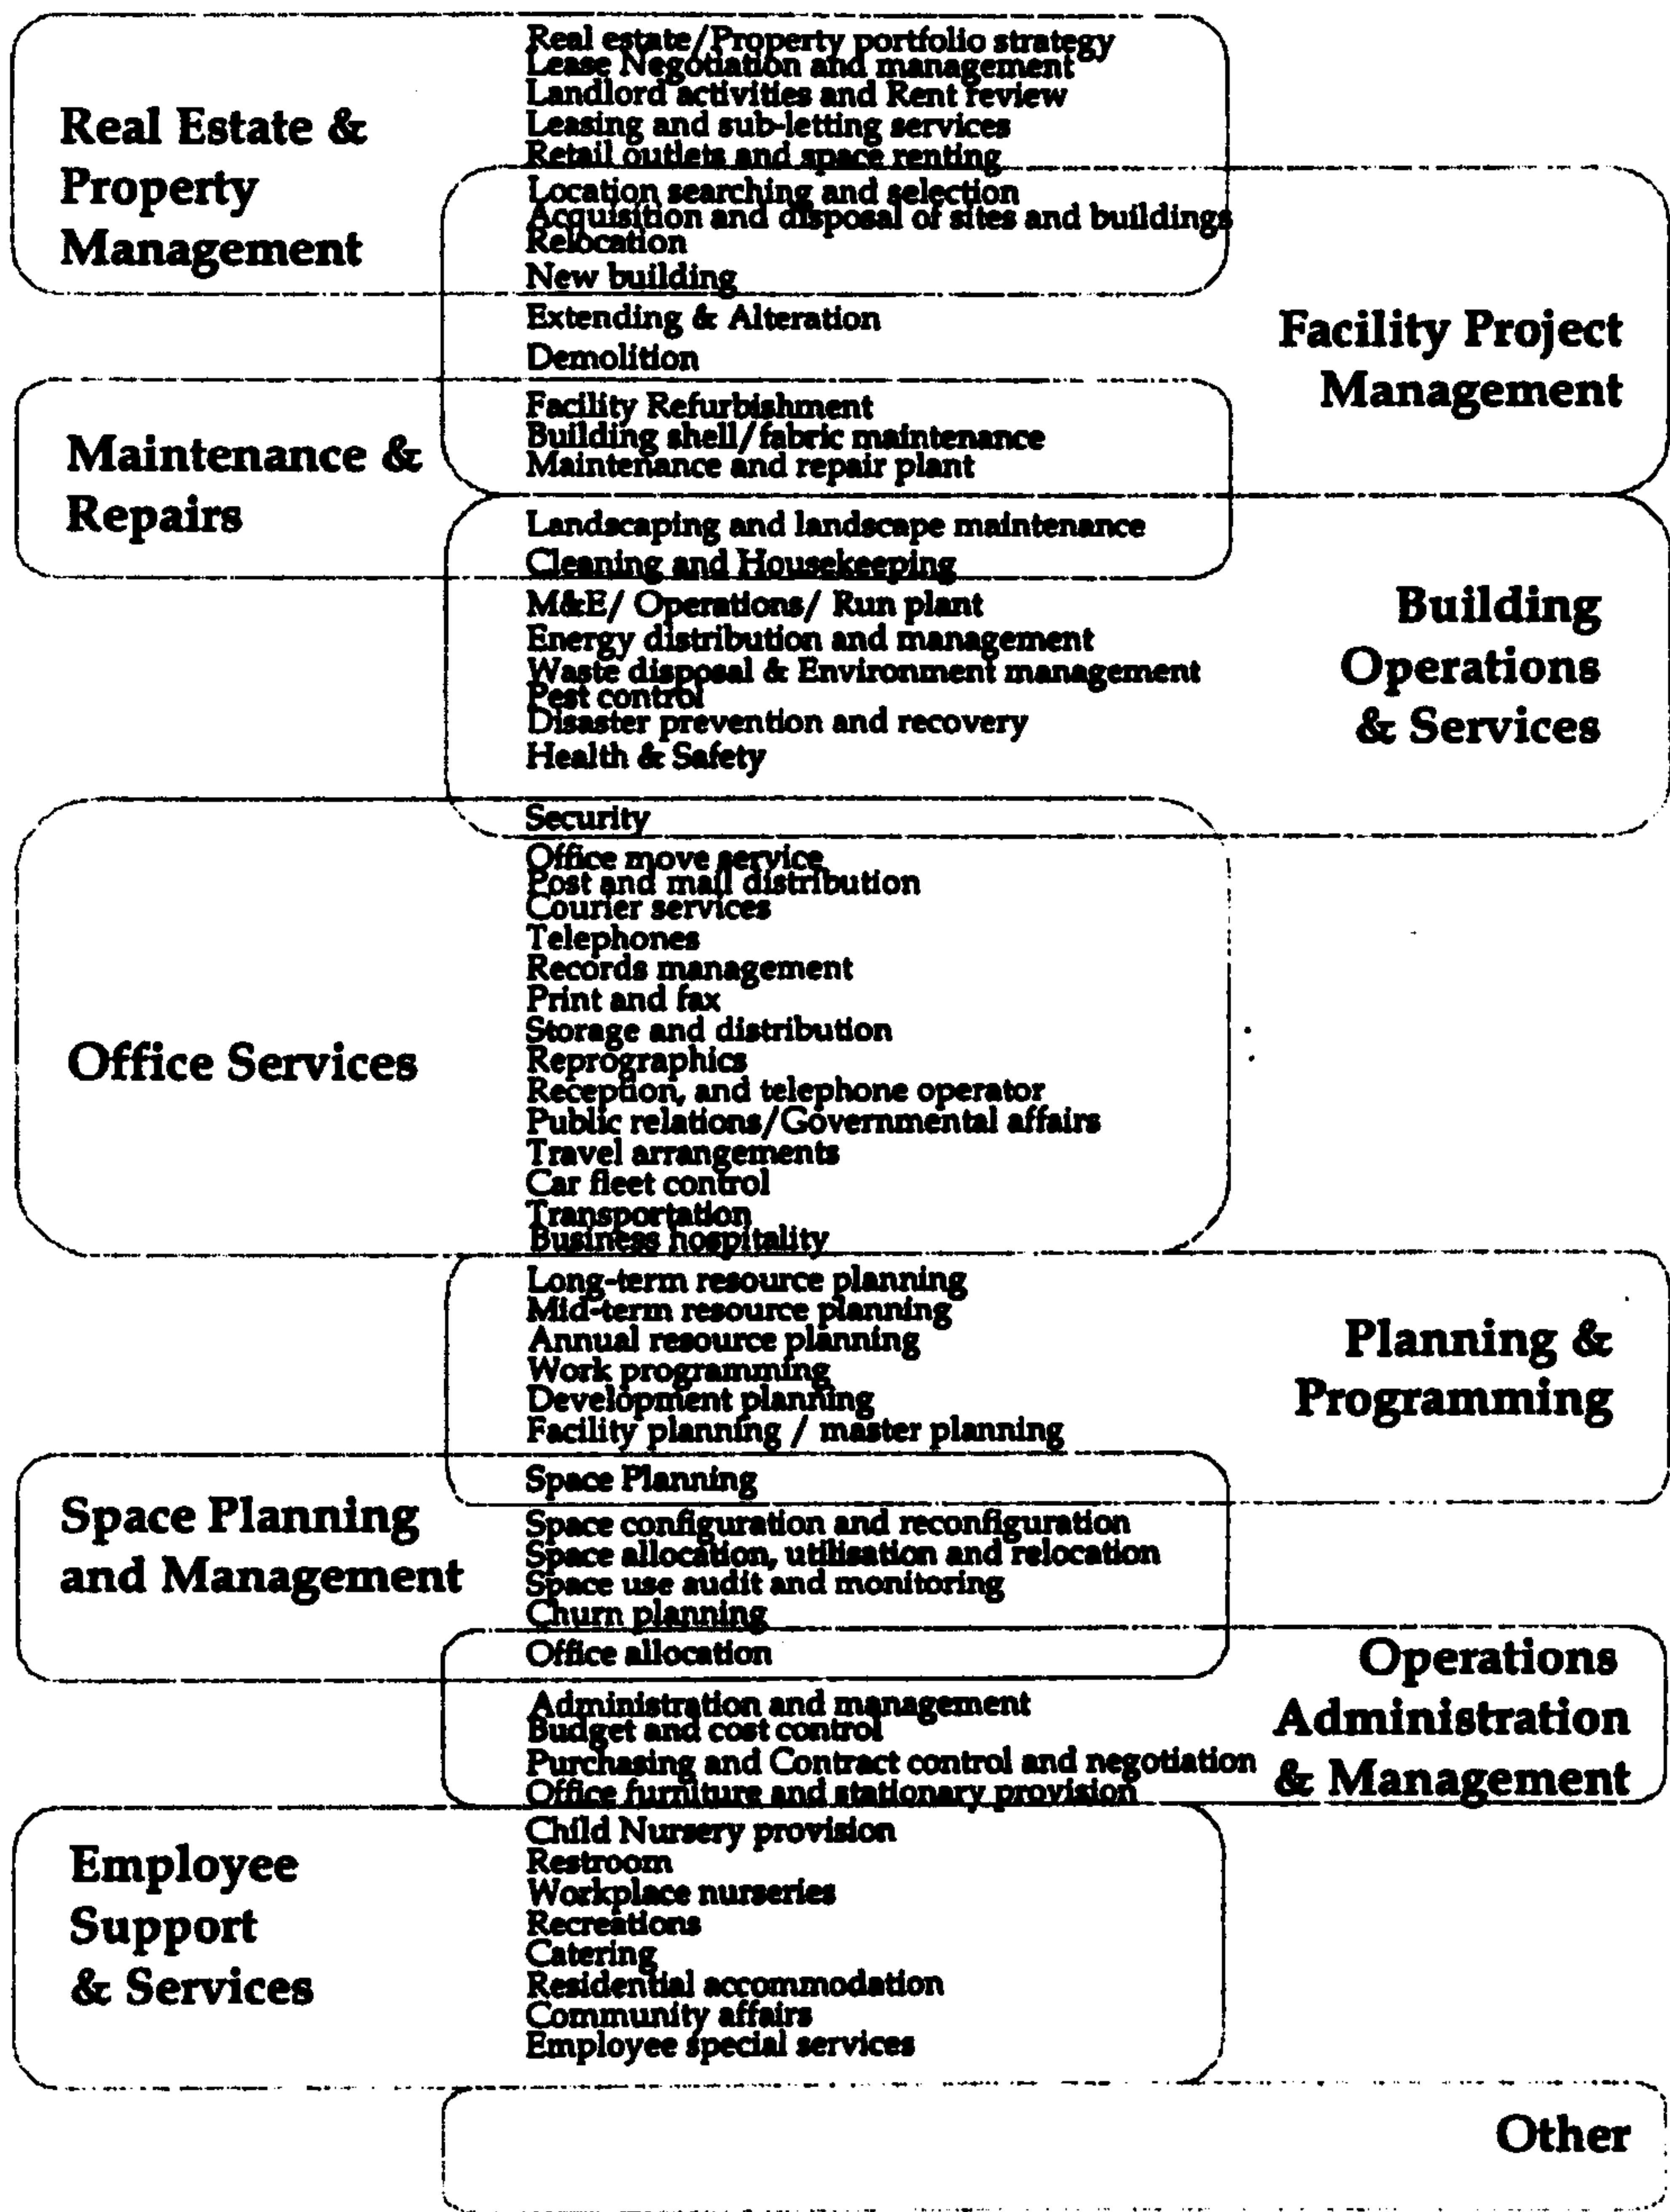 Real Estate &
Property
Management
Real estate/Property portfolio strategy
Lease Negotiation and management
Landlord activities and Rent review
Leasing and sub-letting services
Retail outlets and space renting
Location searching and selection
Acquisition and disposal of sites and buildings
Relocation
New building
Extending & Alteration
Demolition
Facility Project
Management
Maintenance &
Repairs
Facility Refurbishment
Building shell/fabric maintenance
Maintenance and repair plant
Landscaping and landscape maintenance
Cleaning and Housekeeping
M&E/ Operations/ Run plant
Energy distribution and management
Waste disposal & Environment management
Pest control
Disaster prevention and recovery
Health & Safety
Building
Operations
& Services
Security
Office Services
Office move service
Post and mail distribution
Courier services
Telephones
Records management
Print and fax
Storage and distribution
Reprographics
Reception, and telephone operator
Public relations/Governmental affairs
Travel arrangements
Car fleet control
Transportation
Business hospitality
Long-term resource planning
Mid-term resource planning
Annual resource planning
Work programming
Development planning
Facility planning / master planning
Planning &
Programming
Space Planning
and Management
Space Planning
Space configuration and reconfiguration
Space allocation, utilisation and relocation
Space use audit and monitoring
Churn planning
Office allocation
Administration and management
Budget and cost control
Purchasing and Contract control and negotiation
Office furniture and stationary provision
Operations
Administration
& Management
Employee
Support
& Services
Child Nursery provision
Restroom
Workplace nurseries
Recreations
Catering
Residential accommodation
Community affairs
Employee special services
Other